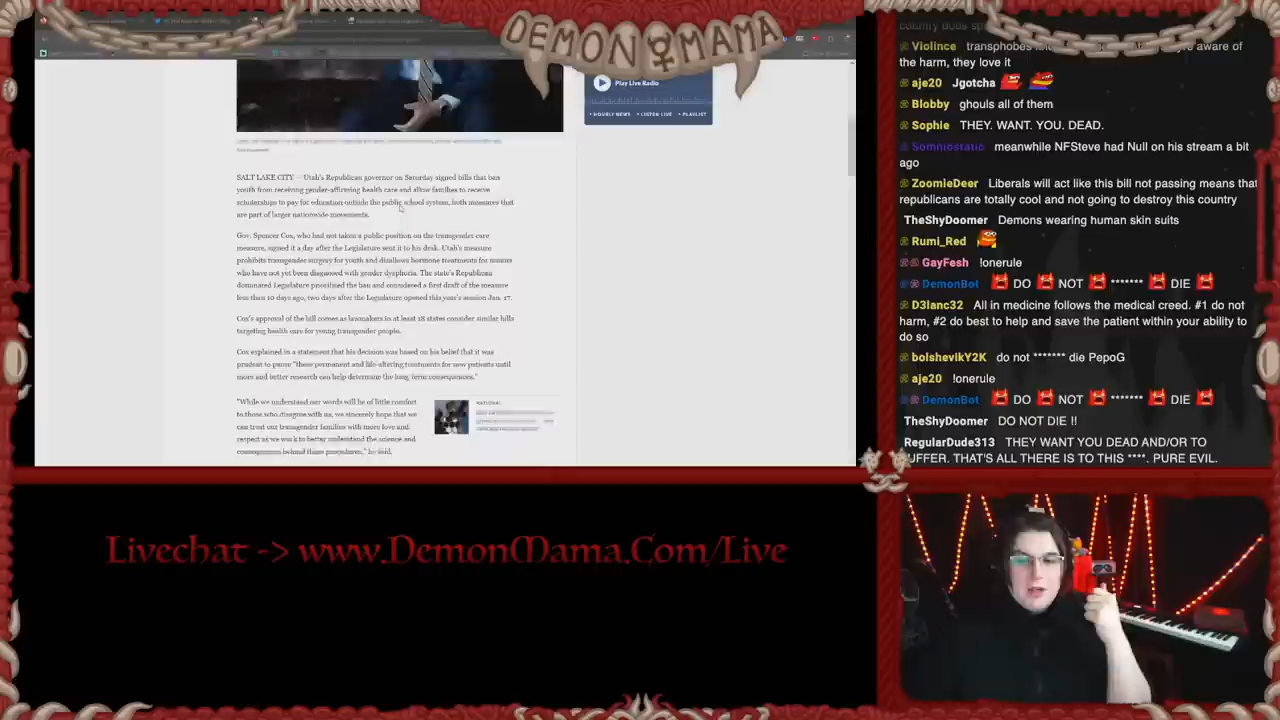 DEMON MAMA
Play Live Radio
• HOURLY NEWS • LISTEN LIVE • PLAYLIST
SALT LAKE CITY — Utah's Republican governor on Saturday signed bills that ban
youth from receiving gender-affirming health care and allow families to receive
scholarships to pay for education outside the public school system, both measures that
are part of larger nationwide movements.
Gov. Spencer Cox, who had not taken a public position on the transgender care
measure, signed it a day after the Legislature sent it to his desk. Utah's measure
prohibits transgender surgery for youth and disallows hormone treatments for minors
who have not yet been diagnosed with gender dysphoria. The state's Republican
dominated Legislature prioritized the ban and considered a first draft of the measure
less than 10 days ago, two days after the Legislature opened this year's session Jan. 17.
Cox's approval of the bill comes as lawmakers in at least 18 states consider similar bills
targeting health care for young transgender people.
Cox explained in a statement that his decision was based on his belief that it was
prudent to pause "these permanent and life-altering treatments for new patients until
more and better research can help determine the long-term consequences."
"While we understand our words will be of little comfort
to those who disagree with us, we sincerely hope that we
can treat our transgender families with more love and
respect as we work to better understand the science and
consequences behind these procedures," he said.
NATIONAL
country dubs
Violince transphobes aware of
the harm, they love it
aje20 Jgotcha
Blobby ghouls all of them
Sophie THEY. WANT. YOU. DEAD.
Somniostatic meanwhile NFSteve had Null on his stream a bit
ago
ZoomieDeer Liberals will act like this bill not passing means that
everyone are totally cool and not going to destroy this country
TheShyDoomer Demons wearing human skin suits
Rumi_Red
GayFesh !onerule
DemonBot DO NOT ******* DIE
D3lanc32 All in medicine follows the medical creed. #1 do not
harm, #2 do best to help and save the patient within your ability to
do so
bolshevIkY2K do not ******* die PepoG
aje20 !onerule
DemonBot DO NOT ******* DIE
TheShyDoomer DO NOT DIE !!
RegularDude313 THEY WANT YOU DEAD AND/OR TO
SUFFER. THAT'S ALL THERE IS TO THIS ****. PURE EVIL.
Livechat -> www.DemonMama.Com/Live